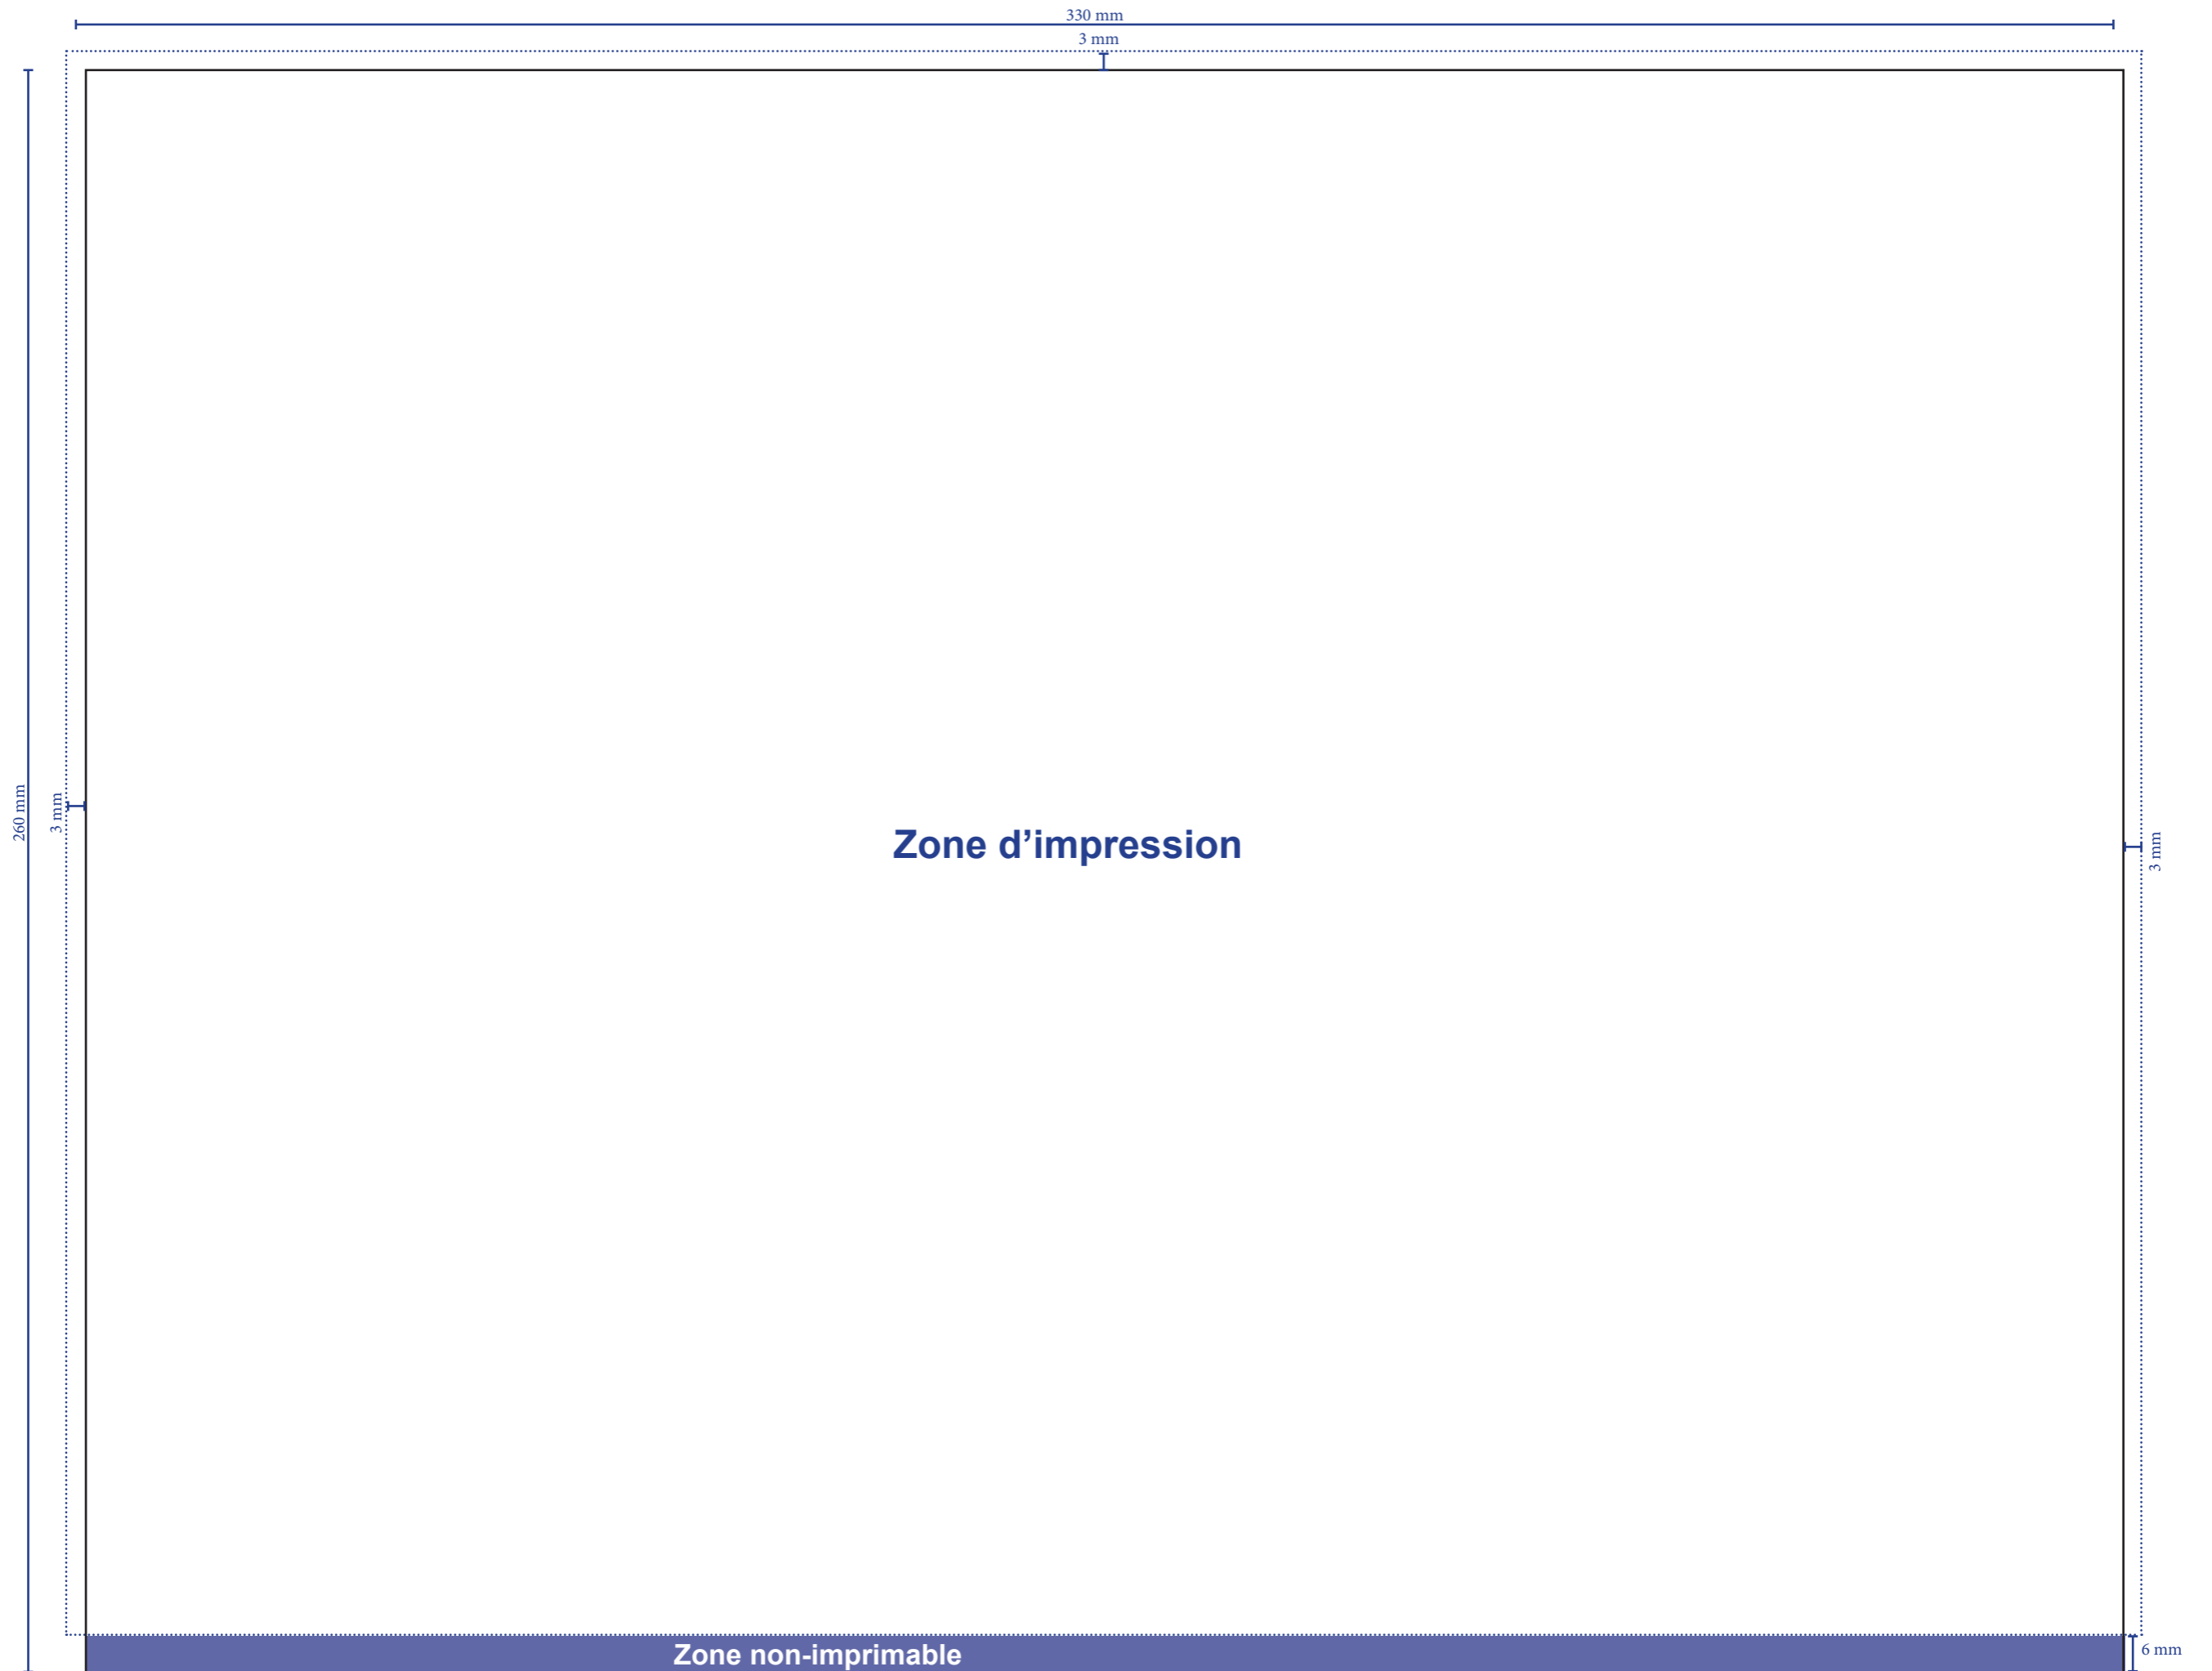 330 mm
3 mm
260 mm
3 mm
Zone d’impression
3 mm
Zone non-imprimable
6 mm